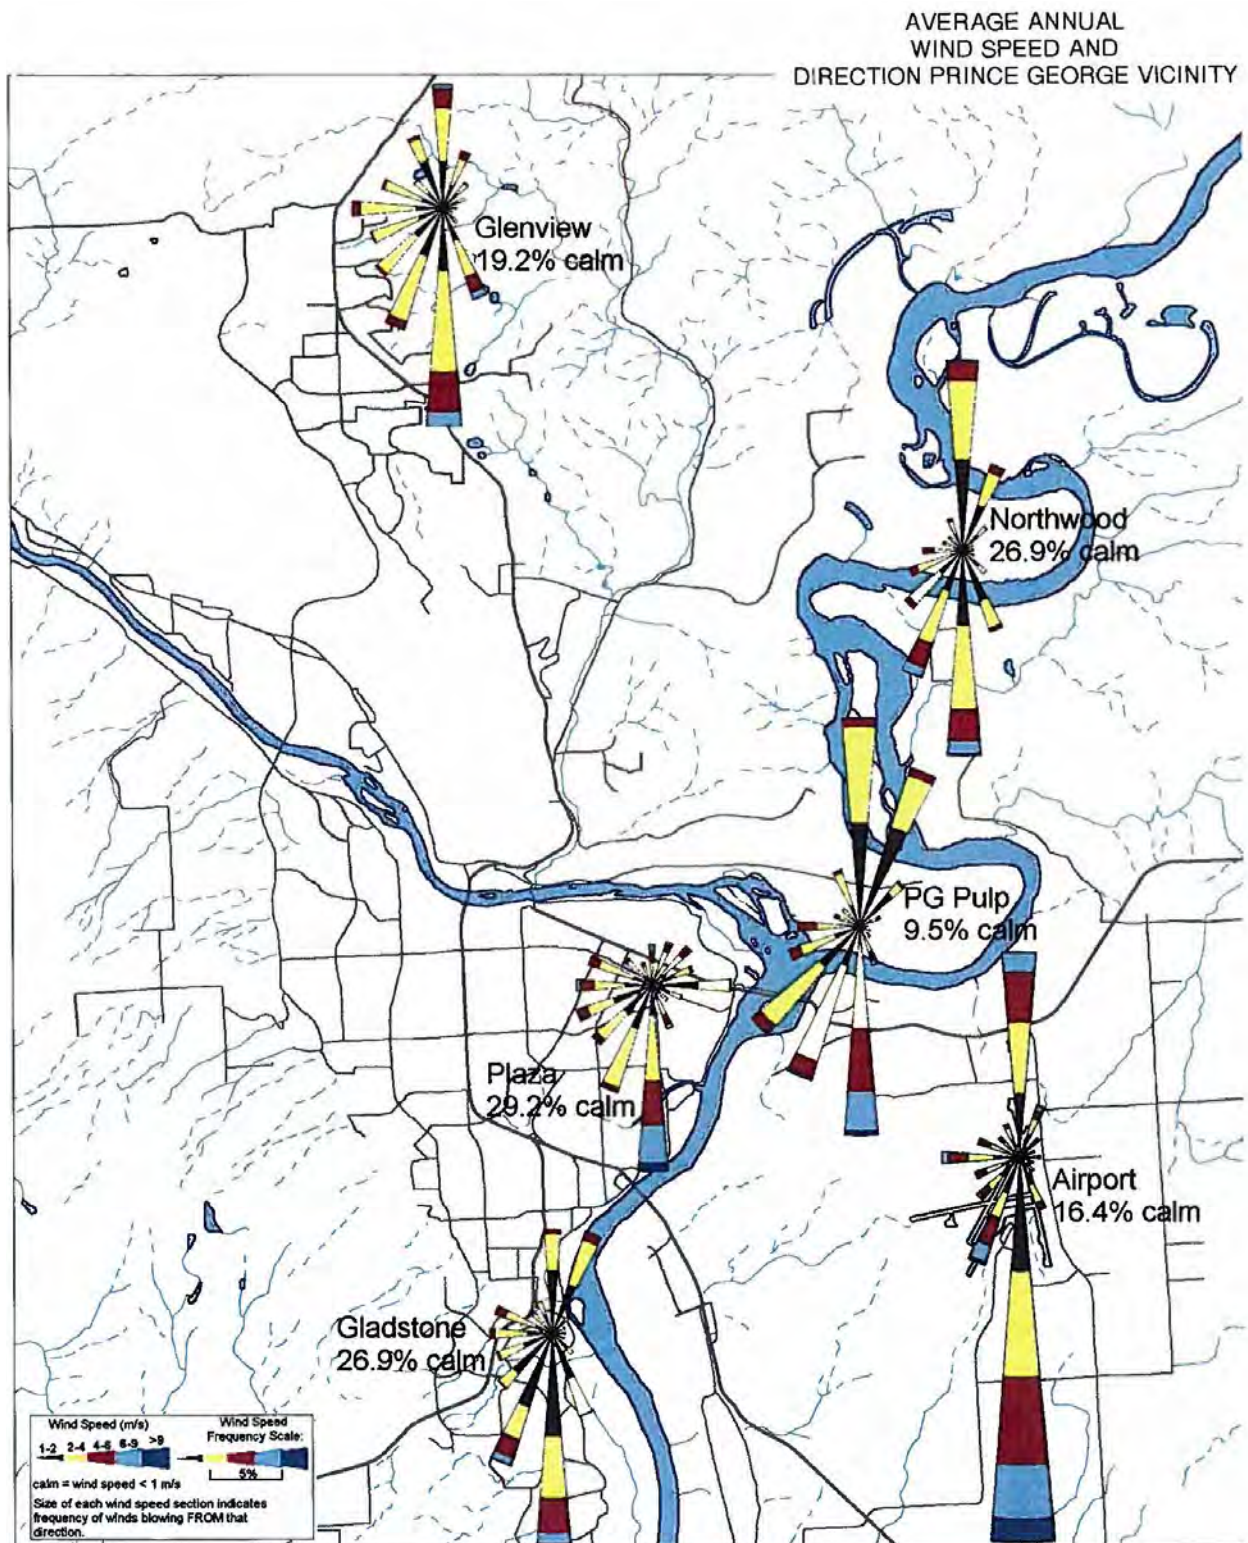 AVERAGE ANNUAL
WIND SPEED AND
DIRECTION PRINCE GEORGE VICINITY
Glenview
19.2% calm
Northwood
26.9% calm
PG Pulp
9.5% calm
Plaza
29.2% calm
Airport
16.4% calm
Gladstone
26.9% calm
Wind Speed (m/s)
1-2 2-4 4-6 6-9 >9
calm = wind speed < 1 m/s
Wind Speed
Frequency Scale:
5%
Size of each wind speed section indicates
frequency of winds blowing FROM that
direction.